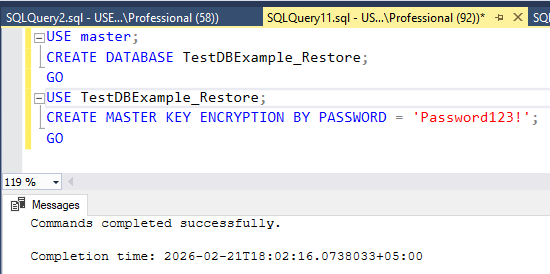 SQLQuery2.sql - USE...\Professional (58))
SQLQuery11.sql - US...\Professional (92))*
SQL
USE master;
CREATE DATABASE TestDBExample_Restore;
GO
USE TestDBExample_Restore;
CREATE MASTER KEY ENCRYPTION BY PASSWORD = 'Password123!';
GO
119 %
Messages
Commands completed successfully.
Completion time: 2026-02-21T18:02:16.0738033+05:00